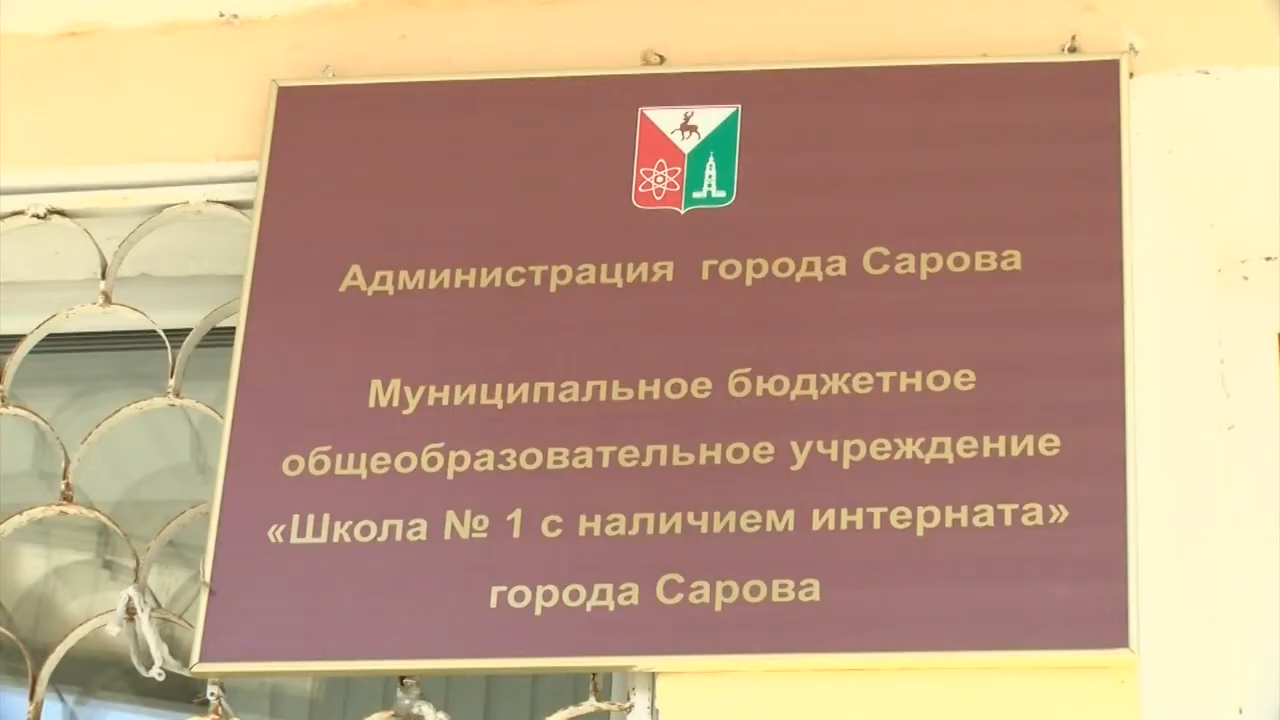 Администрация города Сарова
Муниципальное бюджетное
общеобразовательное учреждение
«Школа № 1 с наличием интерната»
города Сарова